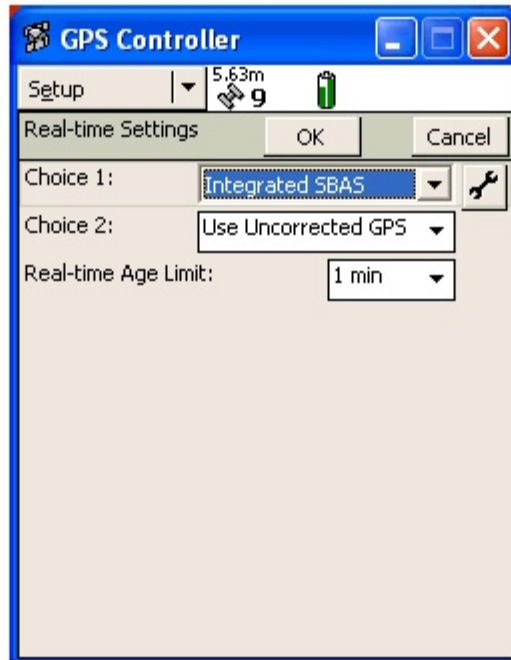 GPS Controller
Setup
5.63m
9
Real-time Settings
OK
Cancel
Choice 1:
Integrated SBAS
Choice 2:
Use Uncorrected GPS
Real-time Age Limit:
1 min